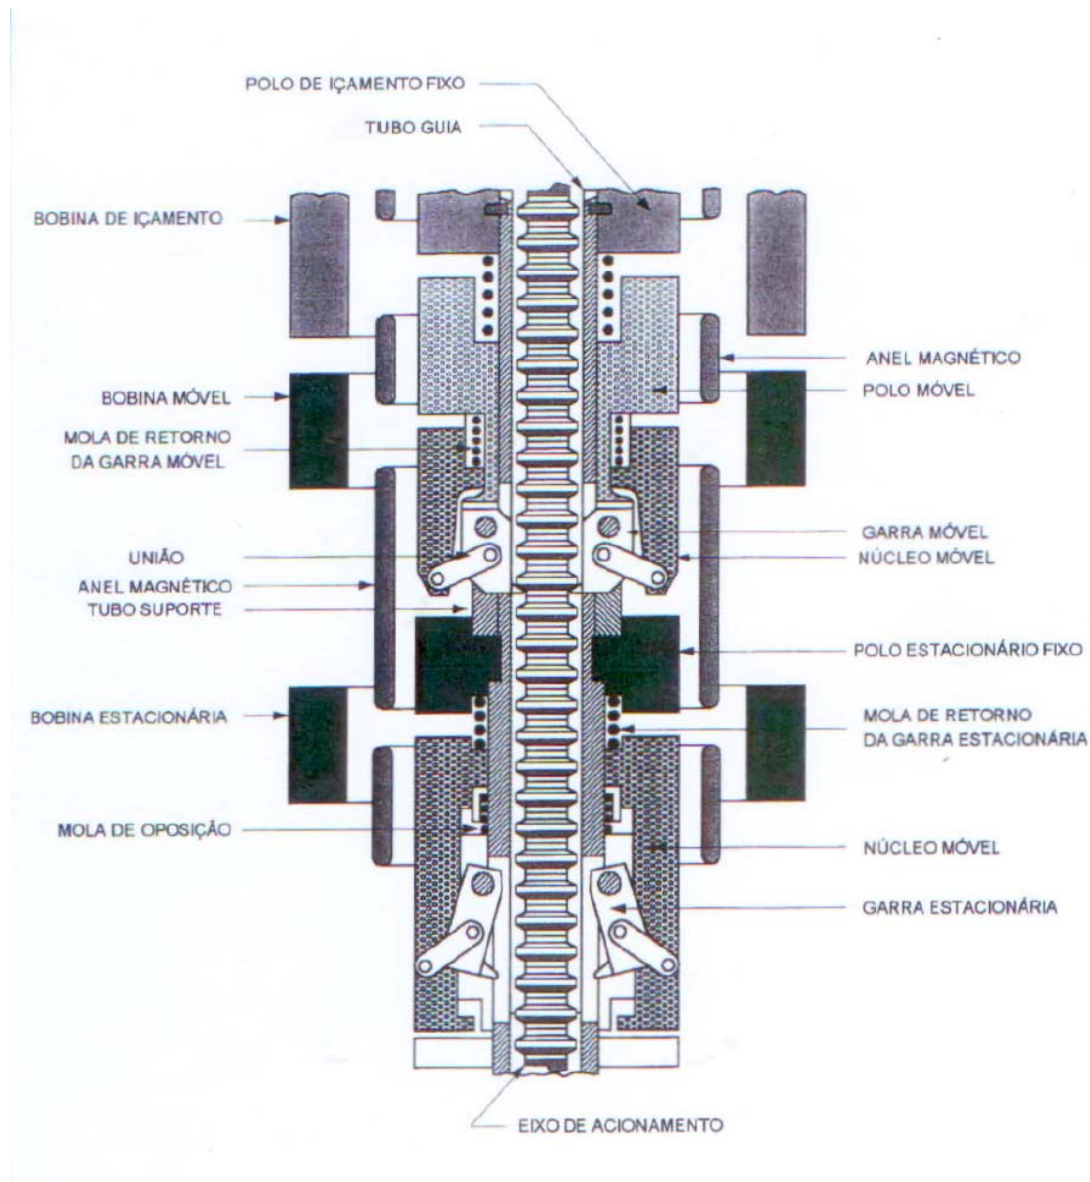 POLO DE IÇAMENTO FIXO
TUBO GUIA
BOBINA DE IÇAMENTO
ANEL MAGNÉTICO
BOBINA MÓVEL
POLO MÓVEL
MOLA DE RETORNO
DA GARRA MÓVEL
GARRA MÓVEL
UNIÃO
NÚCLEO MÓVEL
ANEL MAGNÉTICO
TUBO SUPORTE
POLO ESTACIONÁRIO FIXO
BOBINA ESTACIONÁRIA
MOLA DE RETORNO
DA GARRA ESTACIONÁRIA
MOLA DE OPOSIÇÃO
NÚCLEO MÓVEL
GARRA ESTACIONÁRIA
EIXO DE ACIONAMENTO